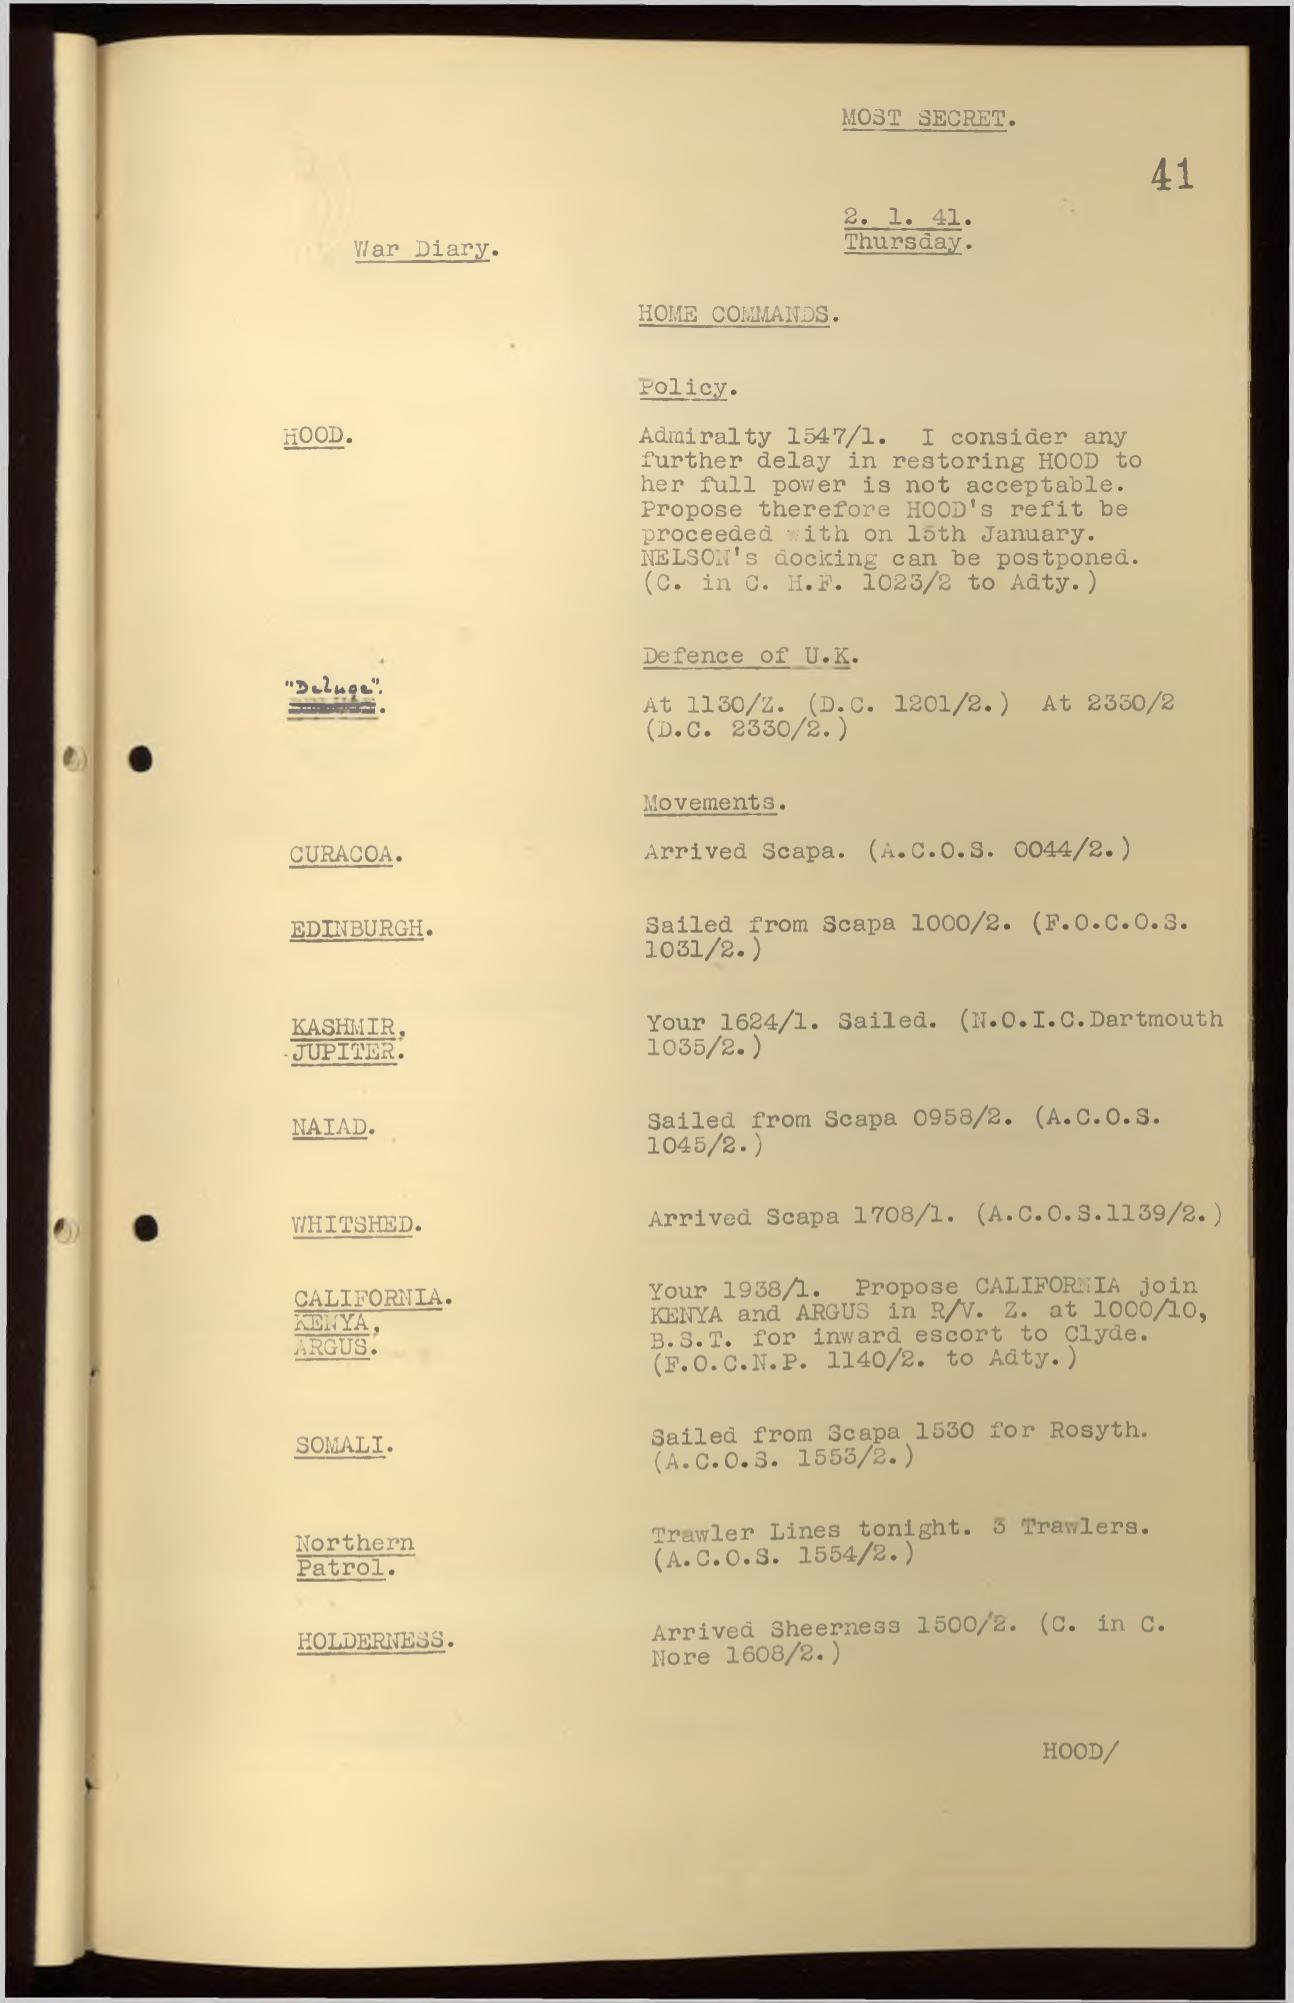 MOST SECRET.
41
2. 1. 41.
Thursday.
War Diary.
HOME COMMANDS.
Policy.
HOOD.
Admiralty 1547/1. I consider any
further delay in restoring HOOD to
her full power is not acceptable.
Propose therefore HOOD's refit be
proceeded with on 15th January.
NELSON's docking can be postponed.
(C. in C. H.F. 1023/2 to Adty.)
Defence of U.K.
"Deluge".
At 1130/Z. (D.C. 1201/2.) At 2330/2
(D.C. 2330/2.)
Movements.
CURACOA.
Arrived Scapa. (A.C.O.S. 0044/2.)
EDINBURGH.
Sailed from Scapa 1000/2. (F.O.C.O.S.
1031/2.)
KASHMIR,
JUPITER.
Your 1624/1. Sailed. (N.O.I.C.Dartmouth
1035/2.)
NAIAD.
Sailed from Scapa 0958/2. (A.C.O.S.
1045/2.)
WHITSHED.
Arrived Scapa 1708/1. (A.C.O.S.1139/2.)
CALIFORNIA.
KENYA,
ARGUS.
Your 1938/1. Propose CALIFORNIA join
KENYA and ARGUS in R/V. Z. at 1000/10,
B.S.T. for inward escort to Clyde.
(F.O.C.N.P. 1140/2. to Adty.)
SOMALI.
Sailed from Scapa 1530 for Rosyth.
(A.C.O.S. 1553/2.)
Northern
Patrol.
Trawler Lines tonight. 3 Trawlers.
(A.C.O.S. 1554/2.)
HOLDERNESS.
Arrived Sheerness 1500/2. (C. in C.
Nore 1608/2.)
HOOD/